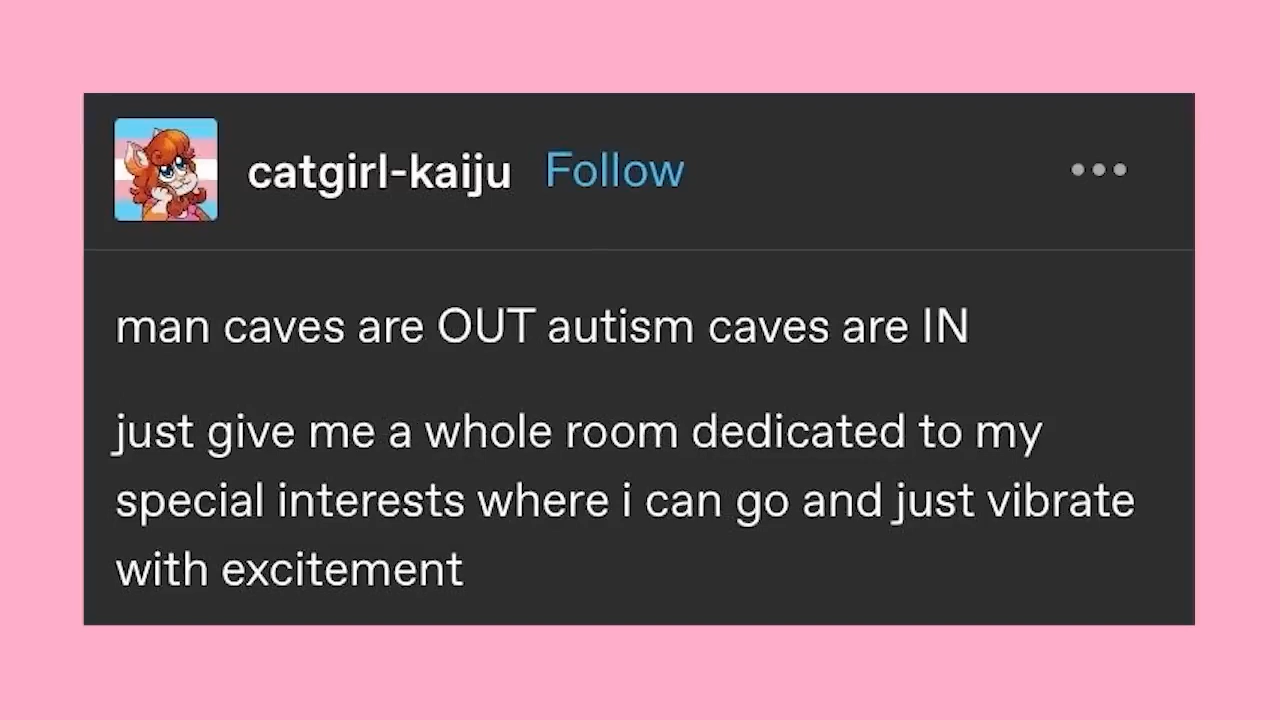 catgirl-kaiju Follow
man caves are OUT autism caves are IN
just give me a whole room dedicated to my
special interests where i can go and just vibrate
with excitement